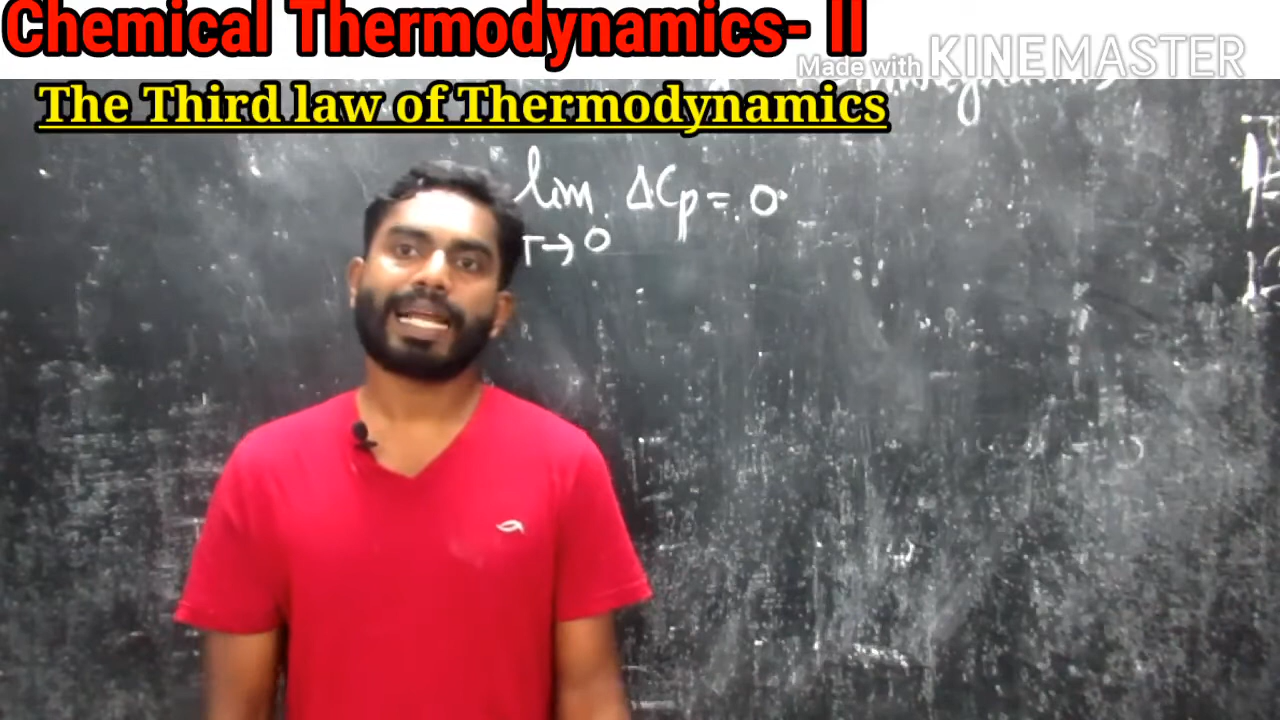 Chemical Thermodynamics- II
Made with KINEMASTER
The Third law of Thermodynamics
lim ΔCp = 0
T→0